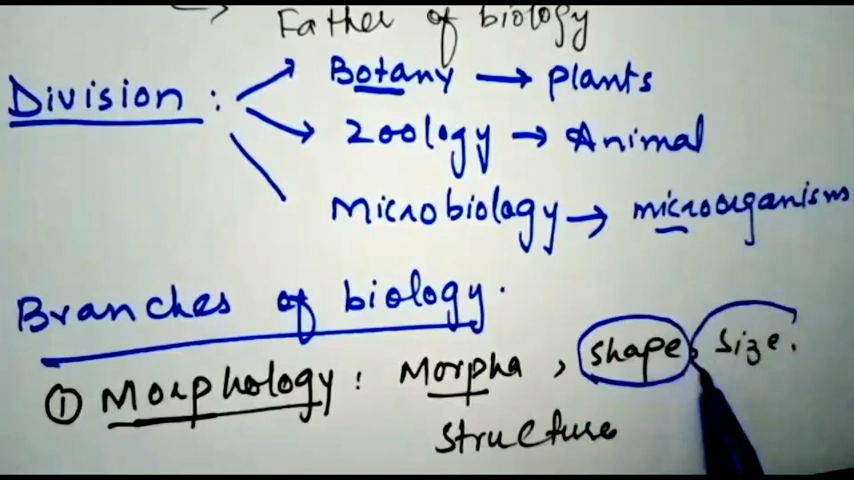 Father of biology
Division : Botany → plants
Zoology → Animal
Microbiology → microorganisms
Branches of biology.
① Morphology : Morpha , shape, size.
structure